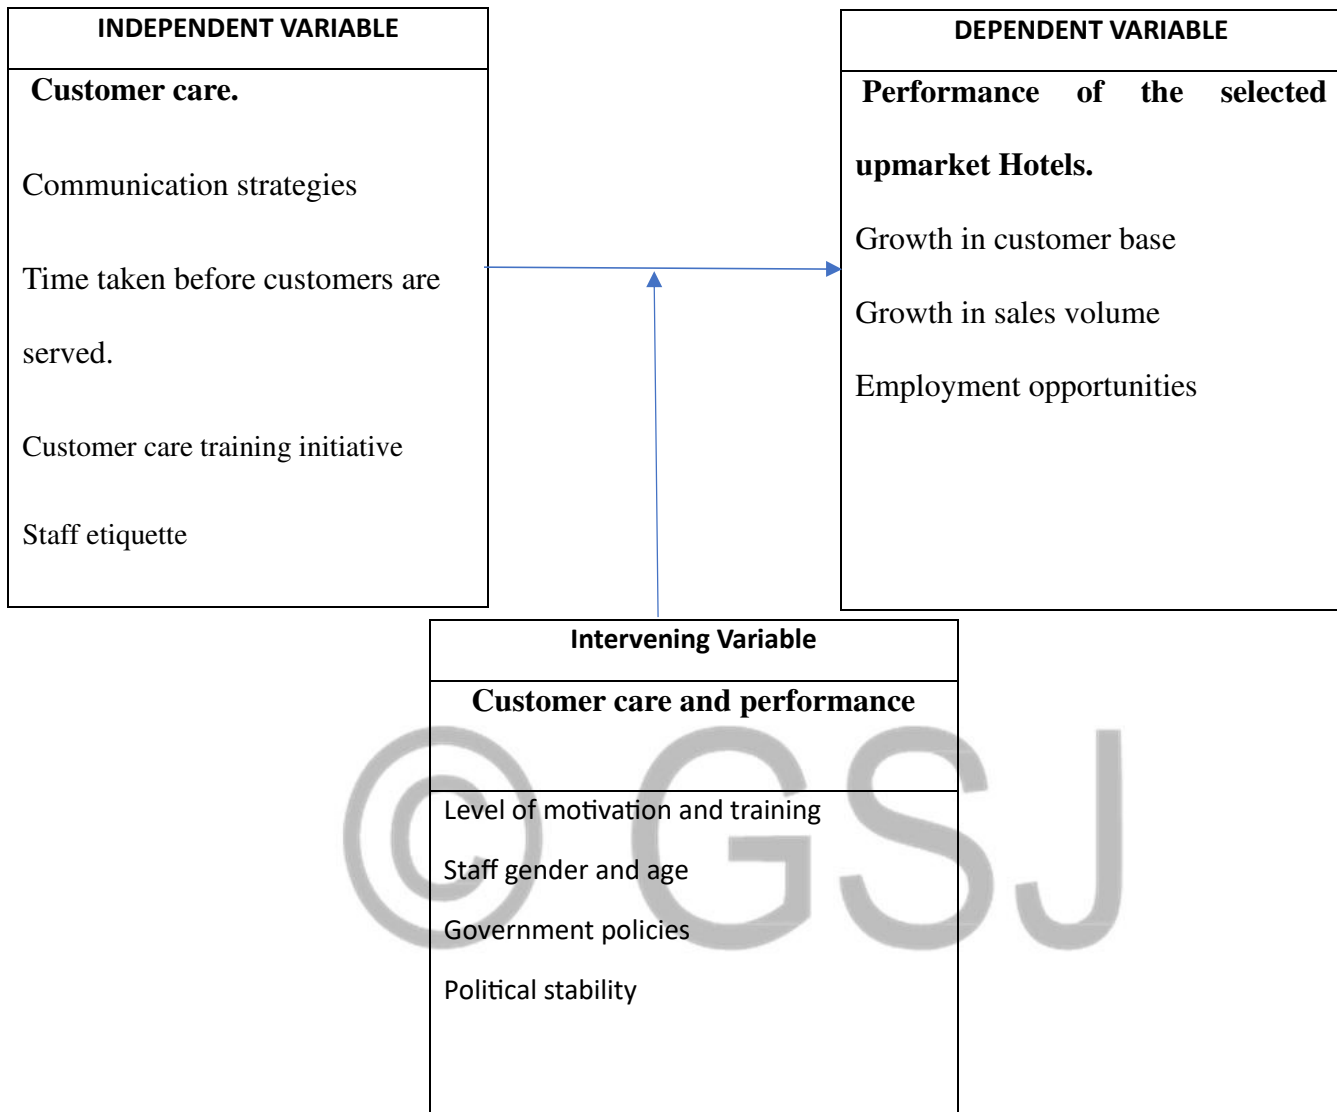 INDEPENDENT VARIABLE
Customer care.
Communication strategies
Time taken before customers are
served.
Customer care training initiative
Staff etiquette
DEPENDENT VARIABLE
Performance of the selected
upmarket Hotels.
Growth in customer base
Growth in sales volume
Employment opportunities
Intervening Variable
Customer care and performance
Level of motivation and training
Staff gender and age
Government policies
Political stability
© GSJ